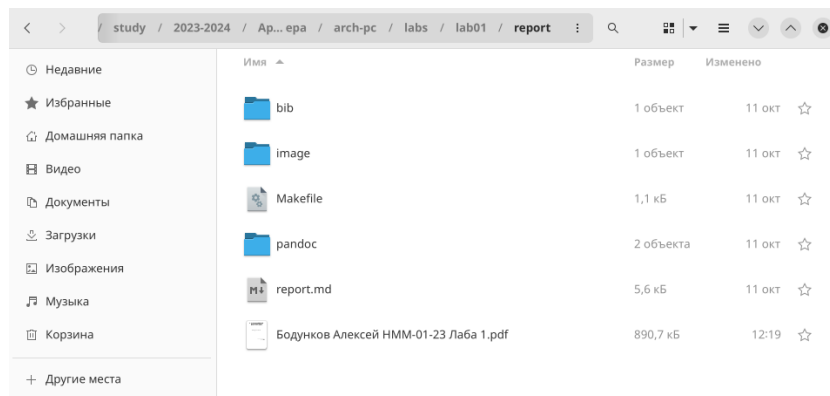 / study / 2023-2024 / Ар... ера / arch-pc / labs / lab01 / report
Имя Размер Изменено
Недавние
Избранные
Домашняя папка
Видео
Документы
Загрузки
Изображения
Музыка
Корзина
+ Другие места
bib 1 объект 11 окт
image 1 объект 11 окт
Makefile 1,1 кБ 11 окт
pandoc 2 объекта 11 окт
M↓ report.md 5,6 кБ 11 окт
Бодунков Алексей НММ-01-23 Лаба 1.pdf 890,7 кБ 12:19